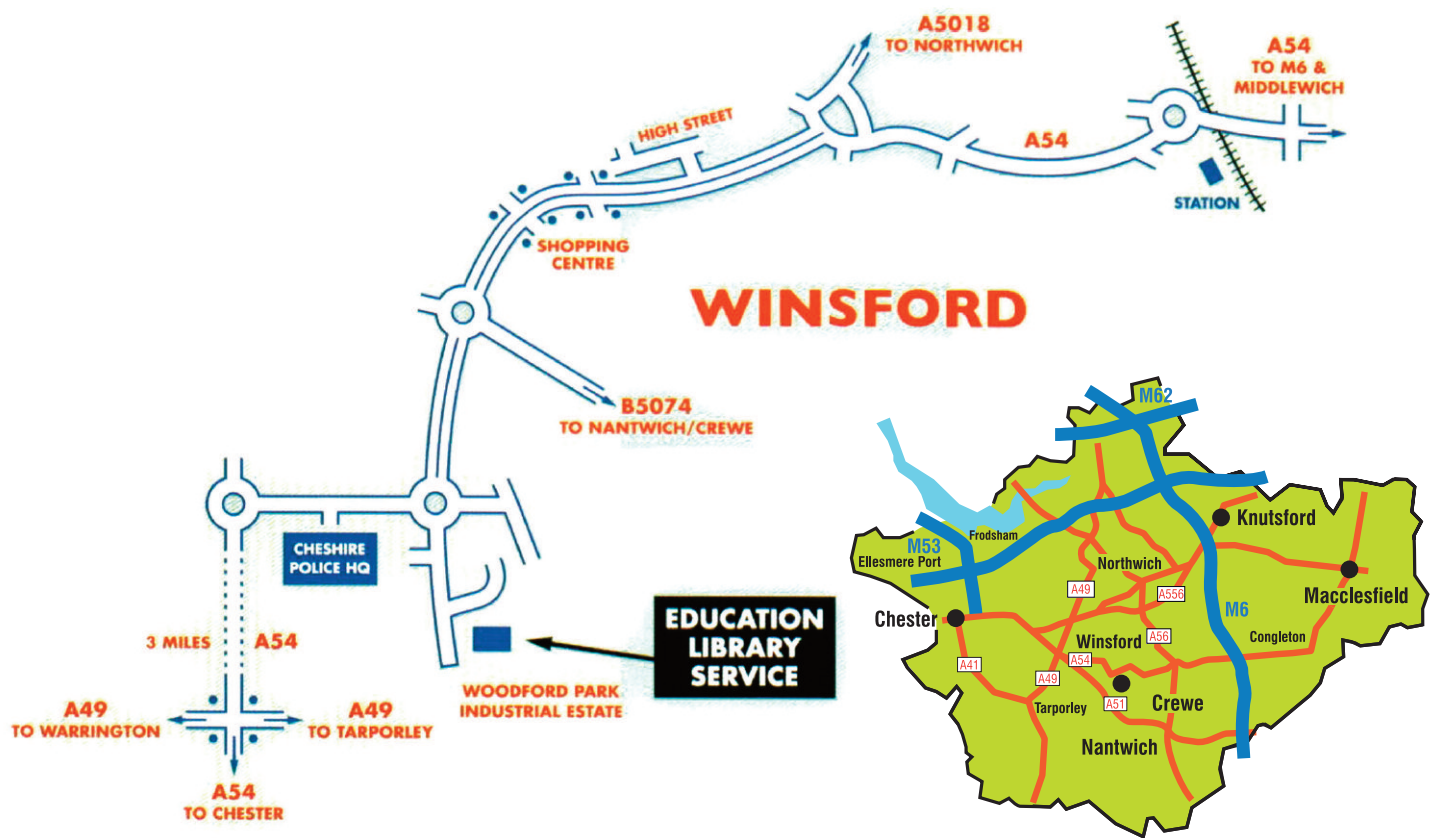 A5018
TO NORTHWICH
A54
TO M6 &
MIDDLEWICH
HIGH STREET
A54
STATION
SHOPPING
CENTRE
WINSFORD
B5074
TO NANTWICH/CREWE
CHESHIRE
POLICE HQ
3 MILES
A54
EDUCATION
LIBRARY
SERVICE
WOODFORD PARK
INDUSTRIAL ESTATE
A49
TO WARRINGTON
A49
TO TARPORLEY
A54
TO CHESTER
M62
Knutsford
M53
Frodsham
Ellesmere Port
Northwich
Macclesfield
A49
A556
M6
Chester
Winsford
A56
Congleton
A41
A54
A49
A51
Tarporley
Crewe
Nantwich